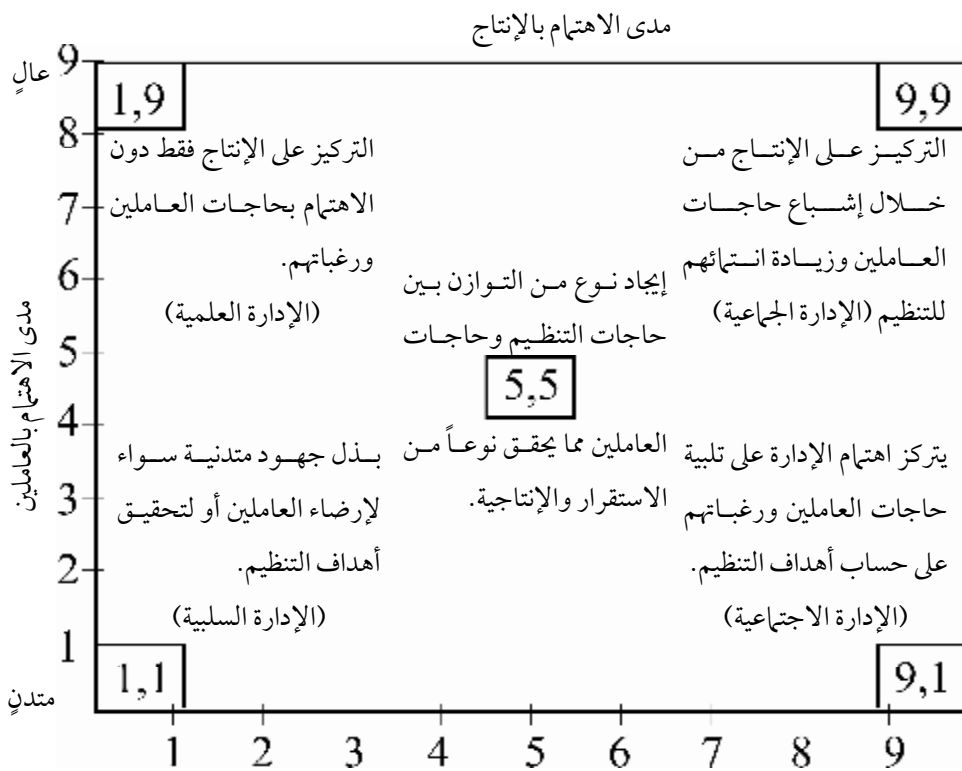 مدى الاهتمام بالإنتاج
عالٍ
9
8
7
6
5
4
3
2
1
متدنٍ
مدى الاهتمام بالعاملين
9,9
التركيز على الإنتاج من
خلال إشباع حاجات
العاملين وزيادة انتمائهم
للتنظيم (الإدارة الجماعية)
1,9
التركيز على الإنتاج فقط دون
الاهتمام بحاجات العاملين
ورغباتهم.
(الإدارة العلمية)
إيجاد نوع من التوازن بين
حاجات التنظيم وحاجات
5,5
العاملين مما يحقق نوعاً من
الاستقرار والإنتاجية.
يتركز اهتمام الإدارة على تلبية
حاجات العاملين ورغباتهم
على حساب أهداف التنظيم.
(الإدارة الاجتماعية)
9,1
بذل جهود متدنية سواء
لإرضاء العاملين أو لتحقيق
أهداف التنظيم.
(الإدارة السلبية)
1,1
1 2 3 4 5 6 7 8 9